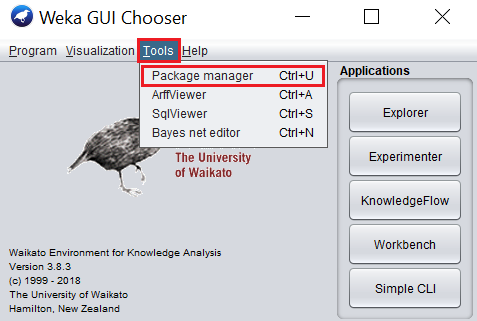 Weka GUI Chooser
Program Visualization Tools Help
Package manager Ctrl+U
ArffViewer Ctrl+A
SqlViewer Ctrl+S
Bayes net editor Ctrl+N
The University
of Waikato
Waikato Environment for Knowledge Analysis
Version 3.8.3
(c) 1999 - 2018
The University of Waikato
Hamilton, New Zealand
Applications
Explorer
Experimenter
KnowledgeFlow
Workbench
Simple CLI